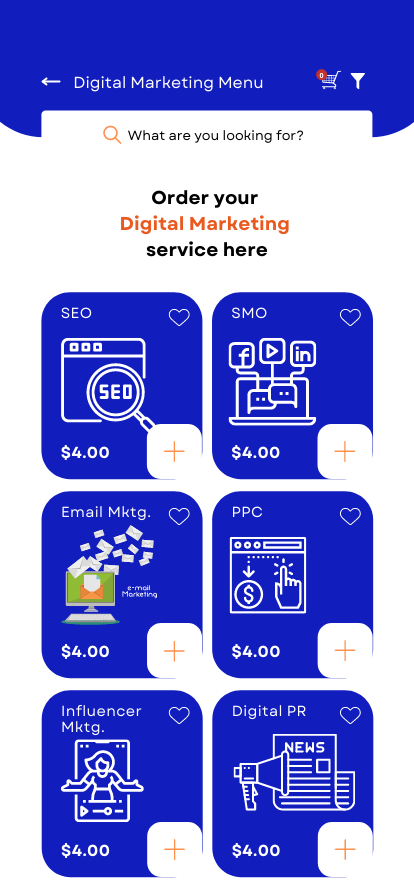 Digital Marketing Menu
0
What are you looking for?
Order your
Digital Marketing
service here
SEO
SEO
$4.00
SMO
f
in
$4.00
Email Mktg.
e-mail
Marketing
$4.00
PPC
$
$4.00
Influencer
Mktg.
$4.00
Digital PR
NEWS
$4.00